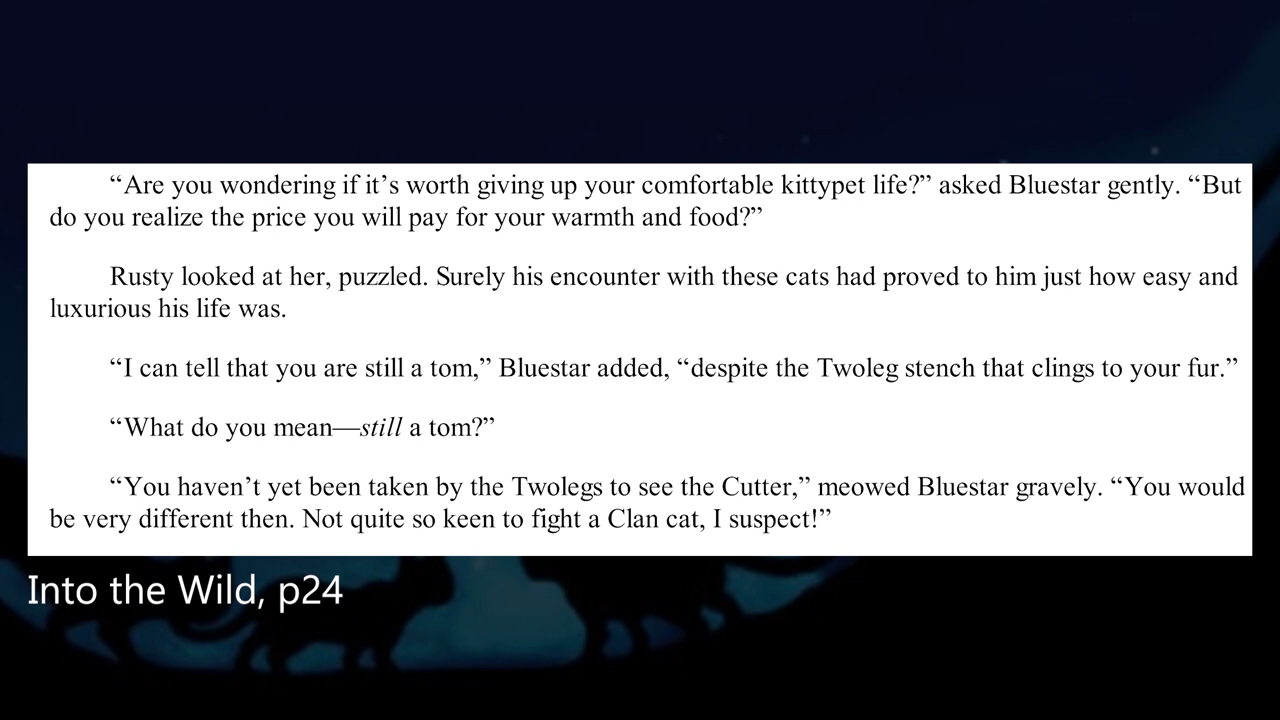 “Are you wondering if it’s worth giving up your comfortable kittypet life?” asked Bluestar gently. “But
do you realize the price you will pay for your warmth and food?”
Rusty looked at her, puzzled. Surely his encounter with these cats had proved to him just how easy and
luxurious his life was.
“I can tell that you are still a tom,” Bluestar added, “despite the Twoleg stench that clings to your fur.”
“What do you mean—still a tom?”
“You haven’t yet been taken by the Twolegs to see the Cutter,” meowed Bluestar gravely. “You would
be very different then. Not quite so keen to fight a Clan cat, I suspect!”
Into the Wild, p24